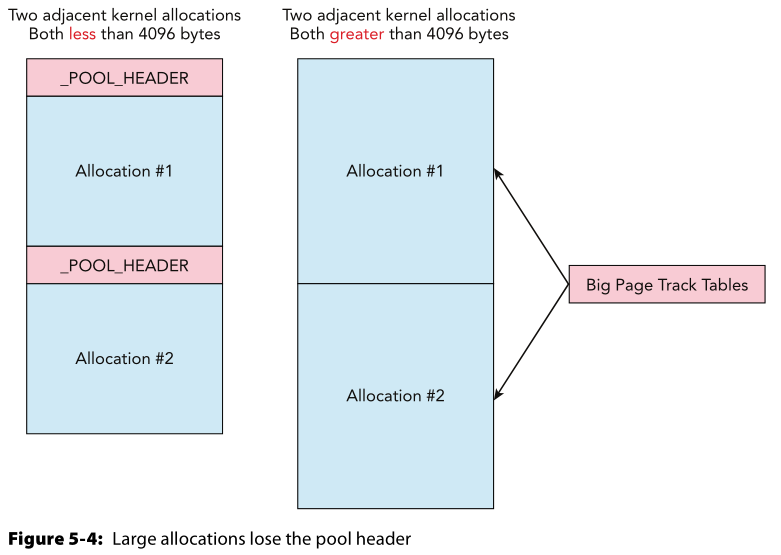 Two adjacent kernel allocations
Both less than 4096 bytes
_POOL_HEADER
Allocation #1
_POOL_HEADER
Allocation #2
Two adjacent kernel allocations
Both greater than 4096 bytes
Allocation #1
Allocation #2
Big Page Track Tables
Figure 5-4: Large allocations lose the pool header